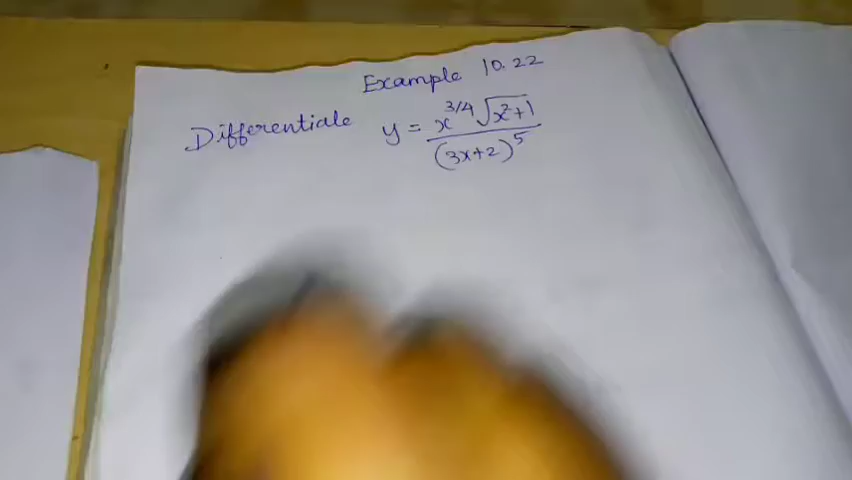 Example 10.22
Differentiate y = x^{3/4} √(x²+1) / (3x+2)^5